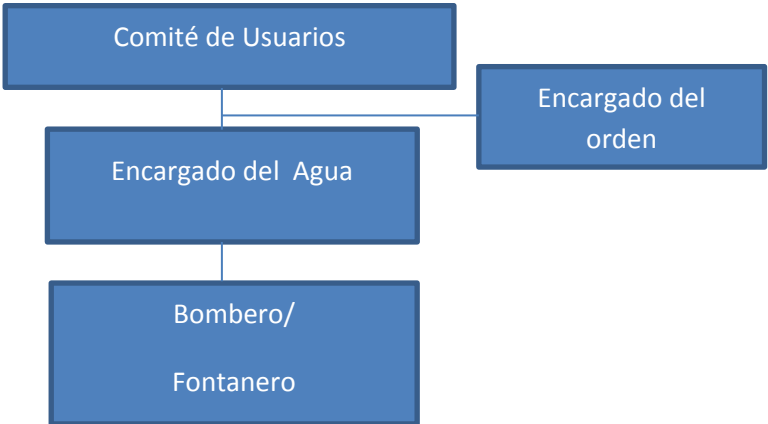 Comité de Usuarios
Encargado del
orden
Encargado del Agua
Bombero/
Fontanero